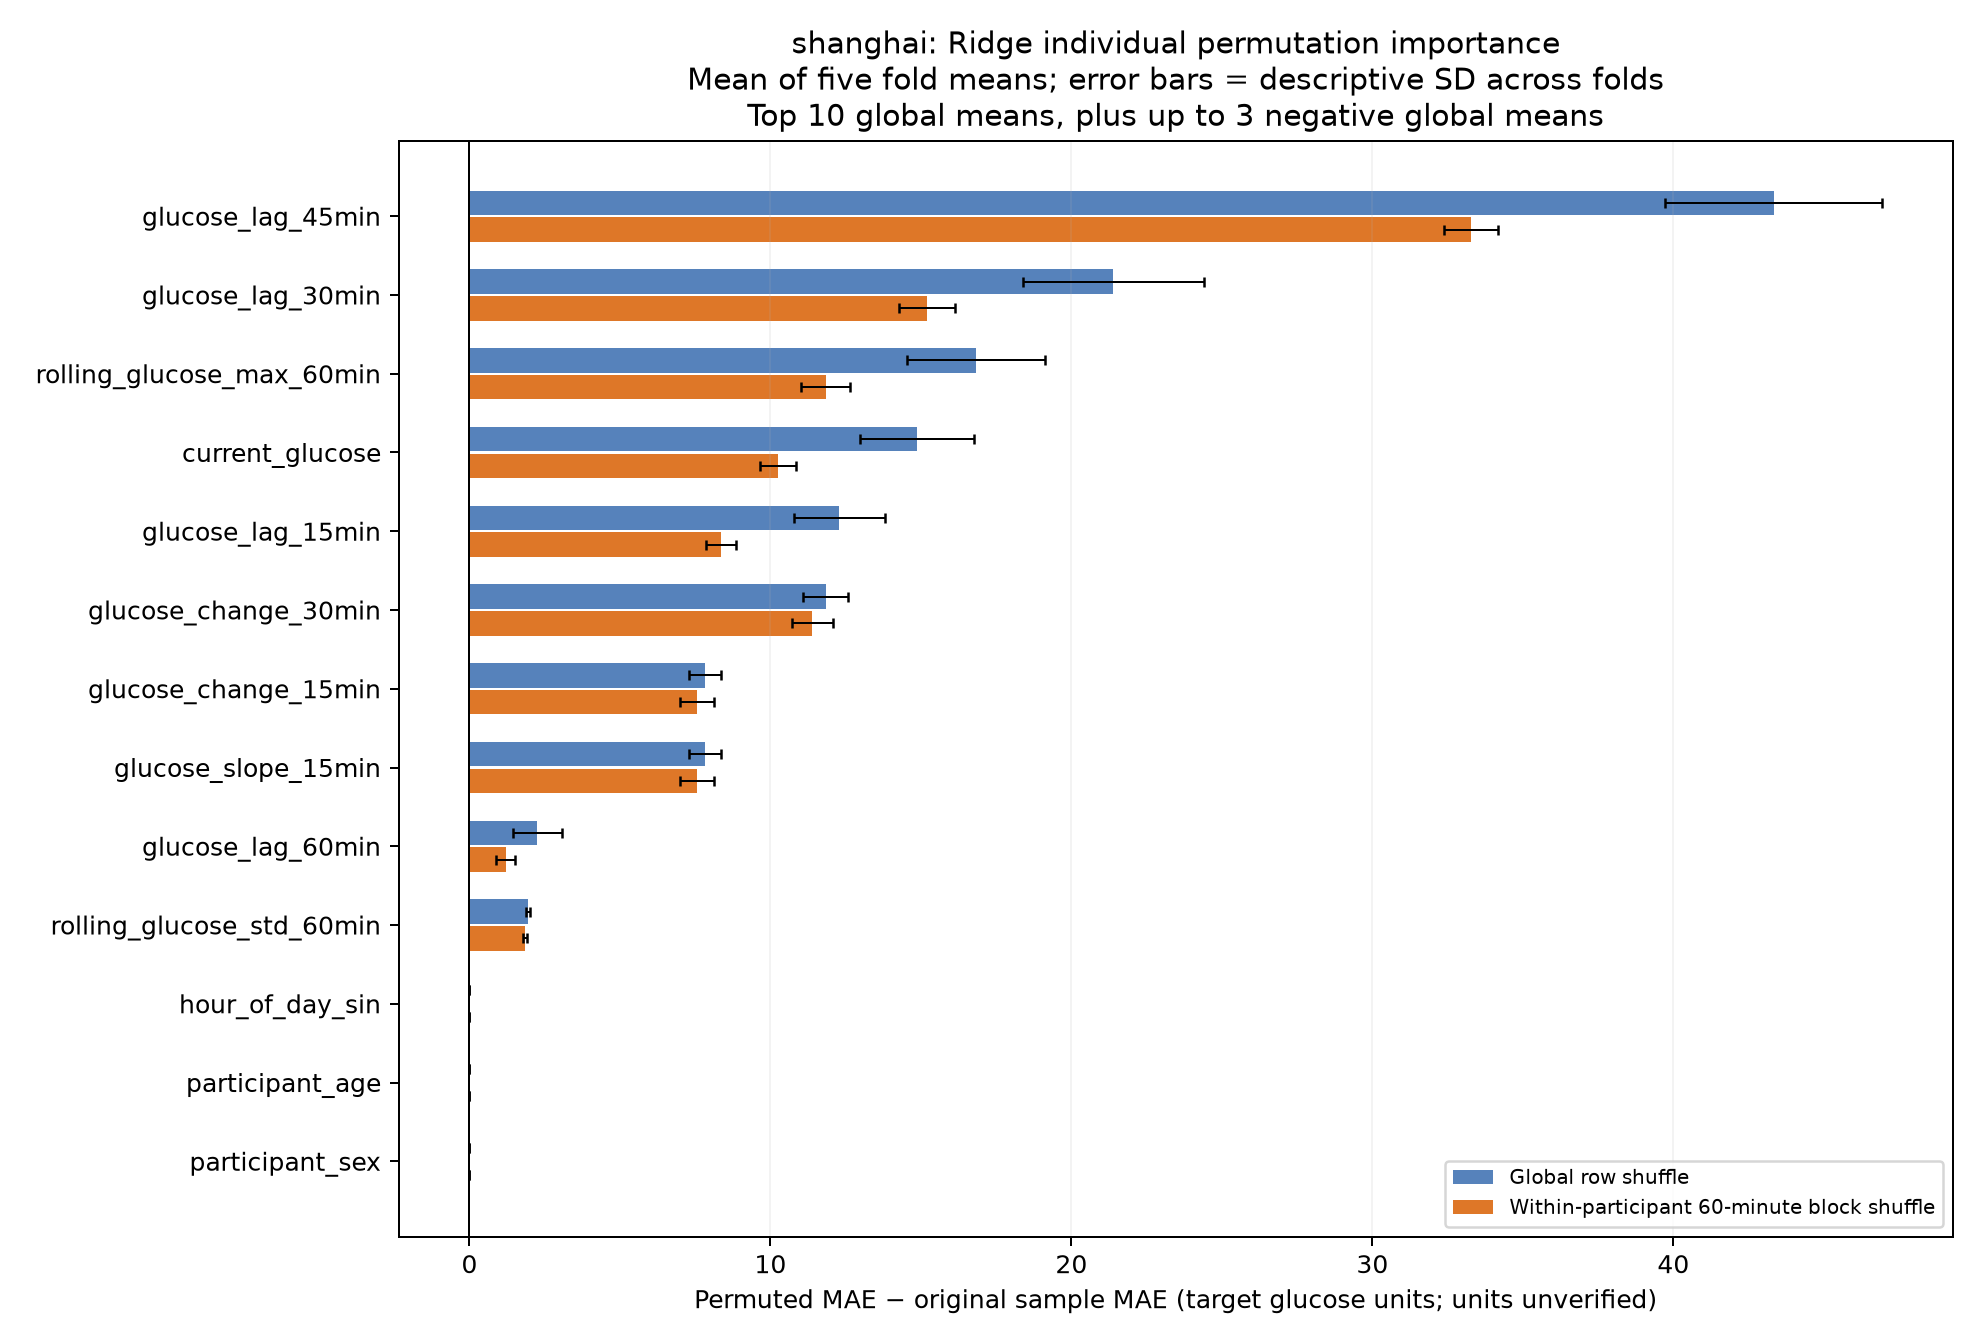 shanghai: Ridge individual permutation importance
Mean of five fold means; error bars = descriptive SD across folds
Top 10 global means, plus up to 3 negative global means
glucose_lag_45min
glucose_lag_30min
rolling_glucose_max_60min
current_glucose
glucose_lag_15min
glucose_change_30min
glucose_change_15min
glucose_slope_15min
glucose_lag_60min
rolling_glucose_std_60min
hour_of_day_sin
participant_age
participant_sex
Global row shuffle
Within-participant 60-minute block shuffle
0 10 20 30 40
Permuted MAE − original sample MAE (target glucose units; units unverified)